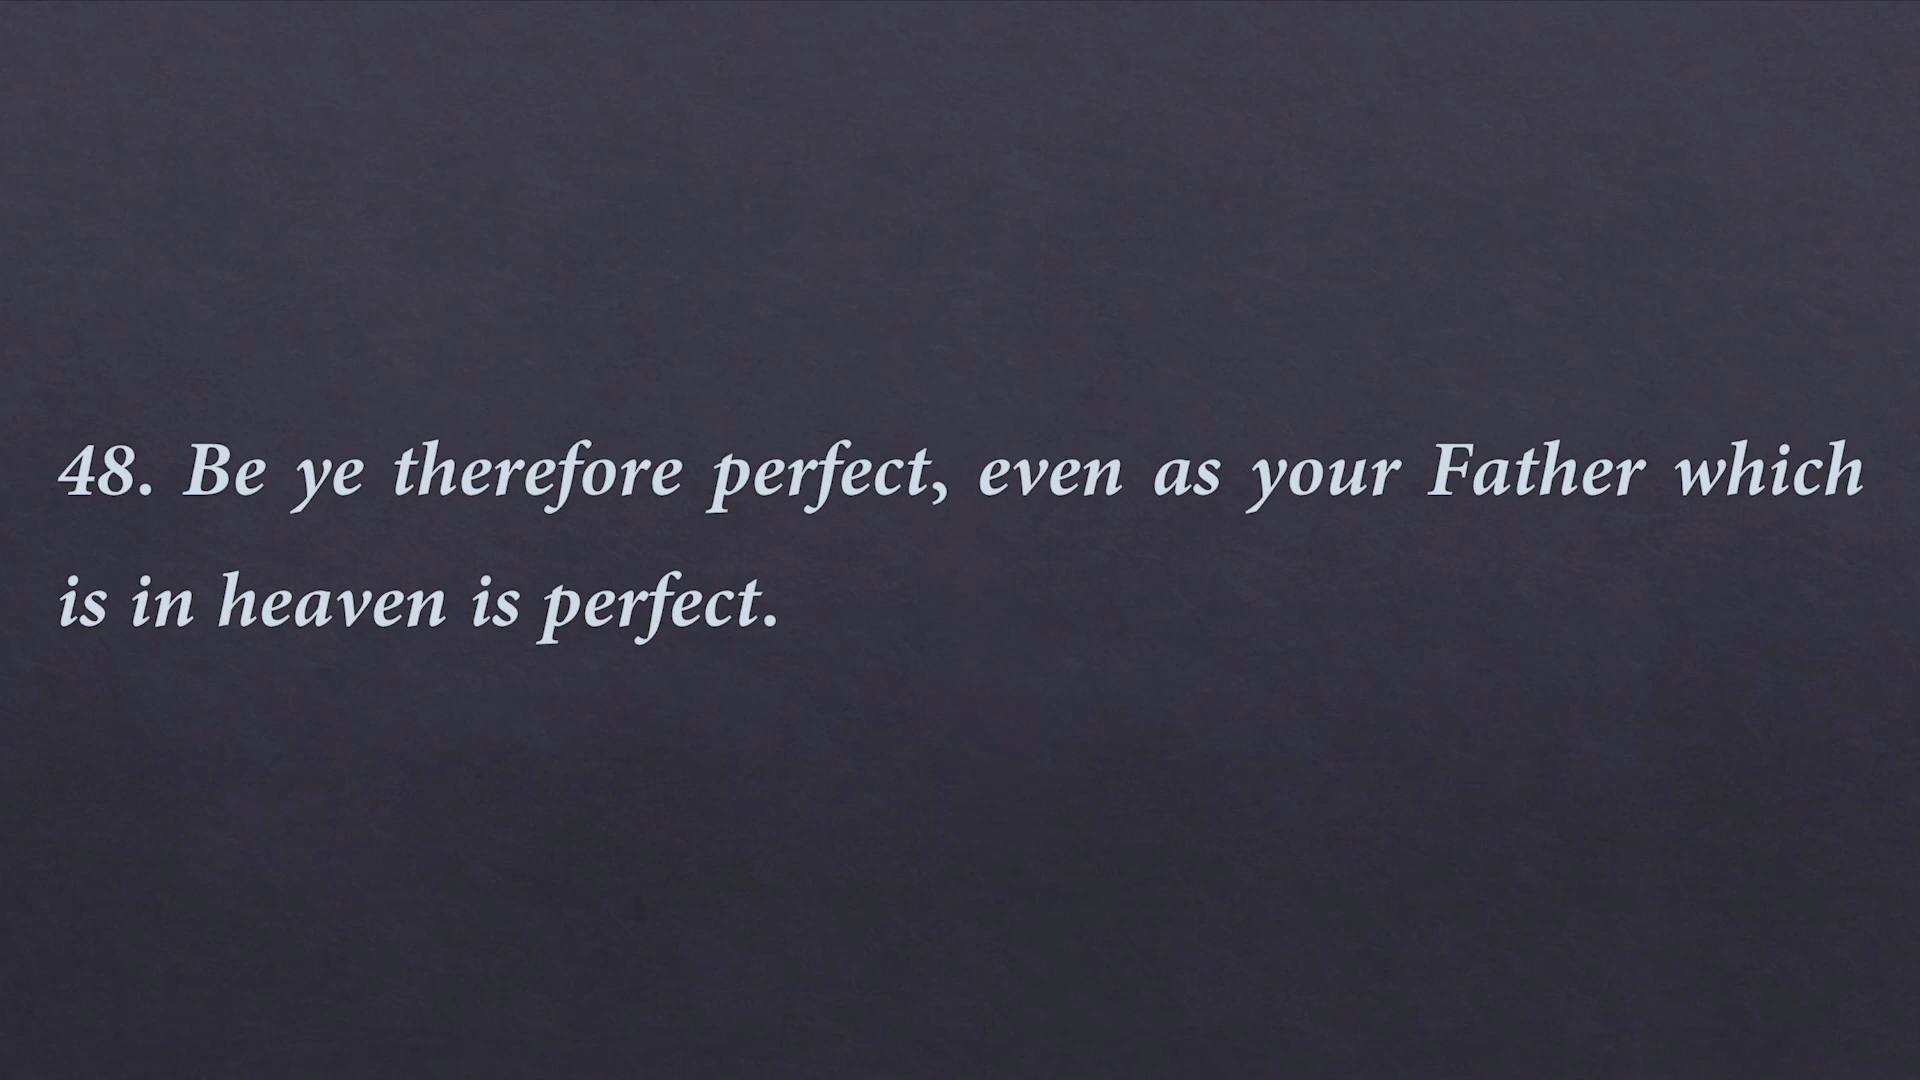 48. Be ye therefore perfect, even as your Father which
is in heaven is perfect.